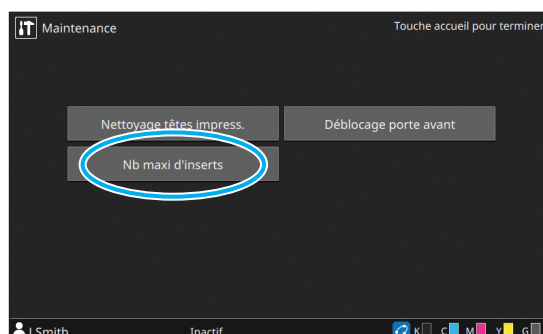 Maintenance
Touche accueil pour terminer
Nettoyage têtes impress.
Déblocage porte avant
Nb maxi d'inserts
J.Smith
Inactif
K C M Y G